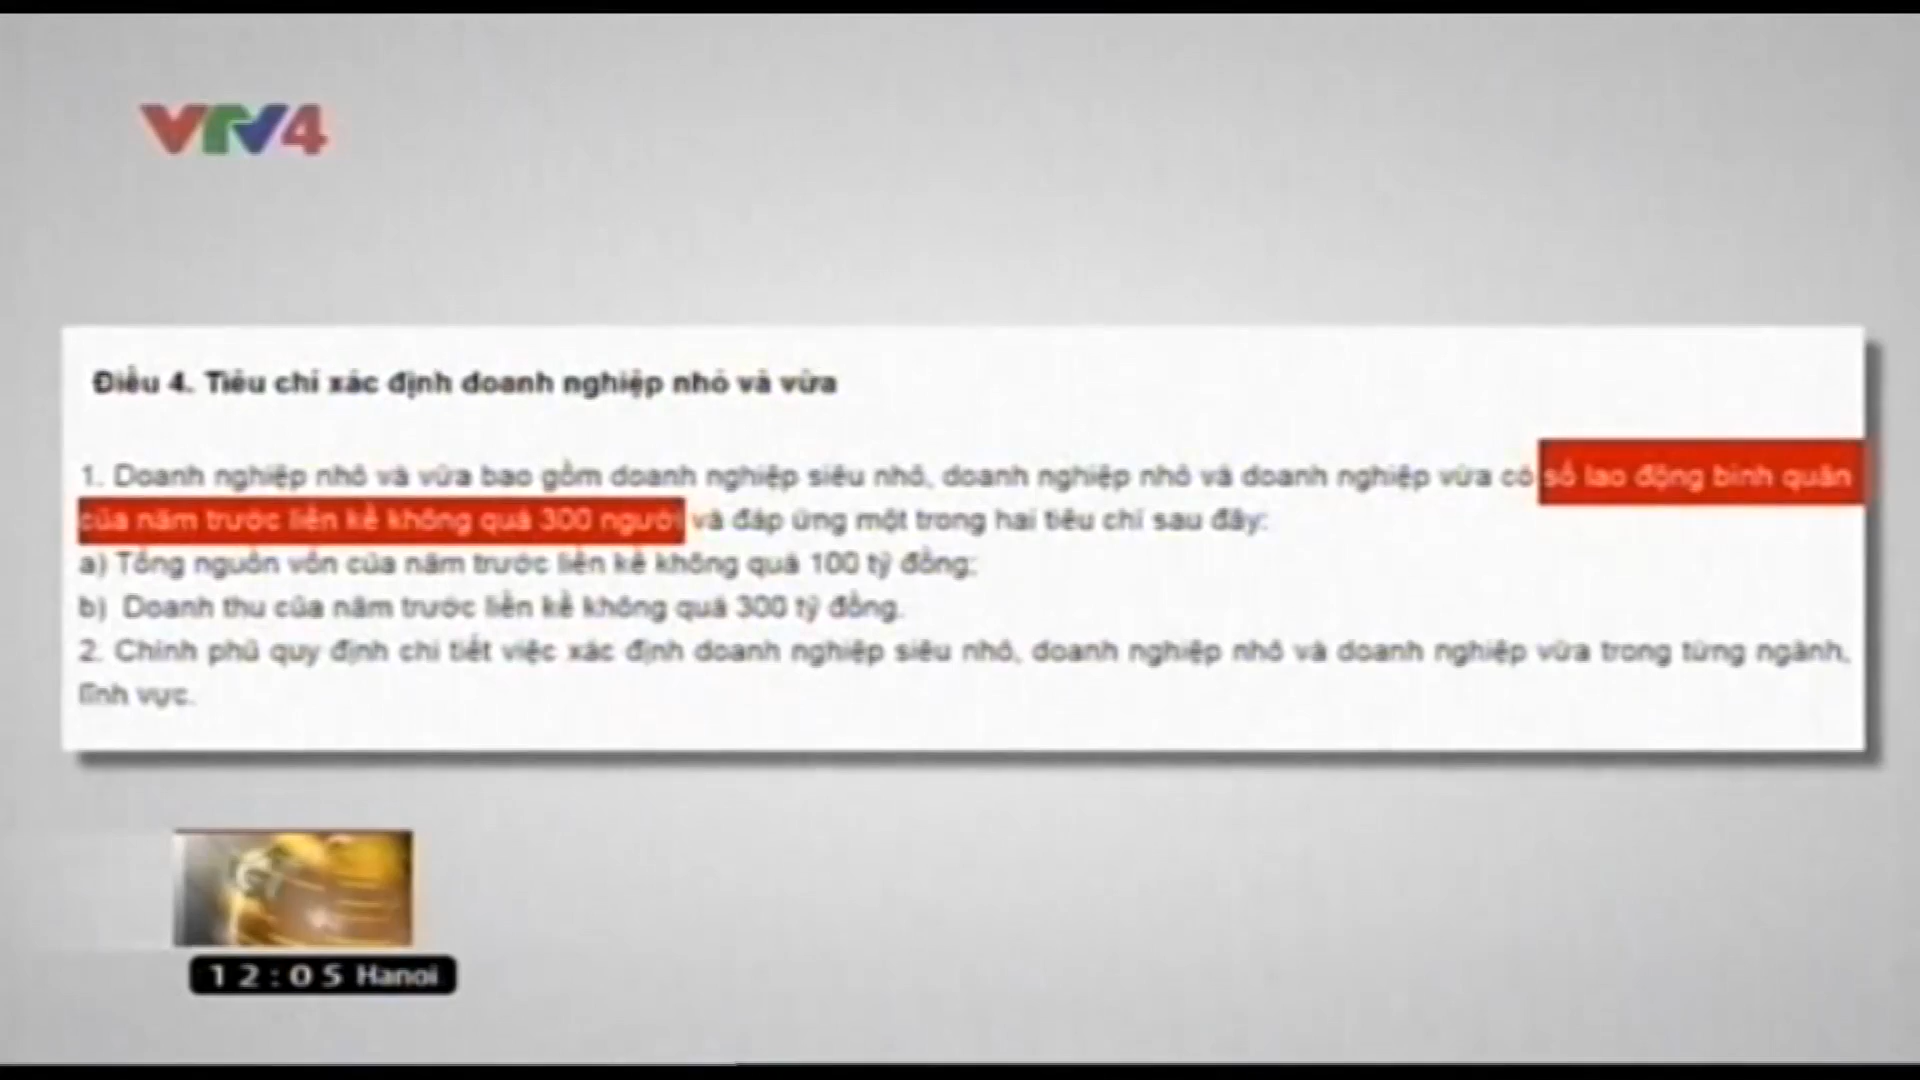 VTV4
Điều 4. Tiêu chí xác định doanh nghiệp nhỏ và vừa
1. Doanh nghiệp nhỏ và vừa bao gồm doanh nghiệp siêu nhỏ, doanh nghiệp nhỏ và doanh nghiệp vừa có số lao động bình quân
của năm trước liền kề không quá 300 người và đáp ứng một trong hai tiêu chí sau đây:
a) Tổng nguồn vốn của năm trước liền kề không quá 100 tỷ đồng;
b) Doanh thu của năm trước liền kề không quá 300 tỷ đồng.
2. Chính phủ quy định chi tiết việc xác định doanh nghiệp siêu nhỏ, doanh nghiệp nhỏ và doanh nghiệp vừa trong từng ngành,
lĩnh vực.
12:05 Hanoi